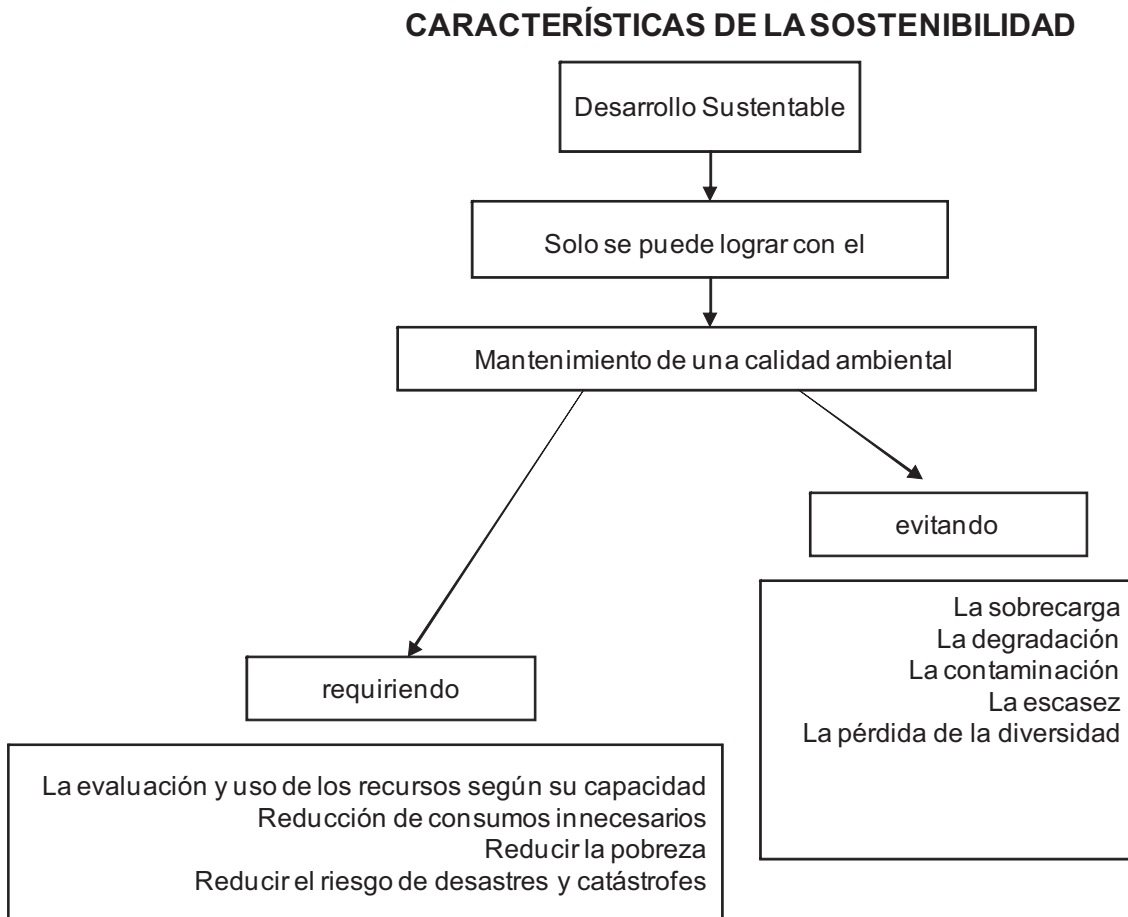 CARACTERÍSTICAS DE LA SOSTENIBILIDAD
Desarrollo Sustentable
Solo se puede lograr con el
Mantenimiento de una calidad ambiental
evitando
La sobrecarga
La degradación
La contaminación
La escasez
La pérdida de la diversidad
requiriendo
La evaluación y uso de los recursos según su capacidad
Reducción de consumos innecesarios
Reducir la pobreza
Reducir el riesgo de desastres y catástrofes